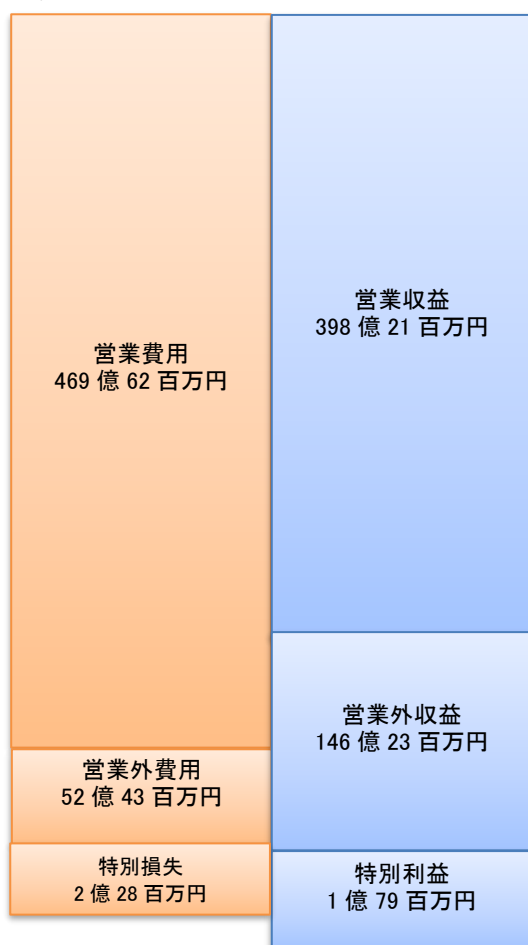 営業費用
469 億 62 百万円
営業外費用
52 億 43 百万円
特別損失
2 億 28 百万円
営業収益
398 億 21 百万円
営業外収益
146 億 23 百万円
特別利益
1 億 79 百万円